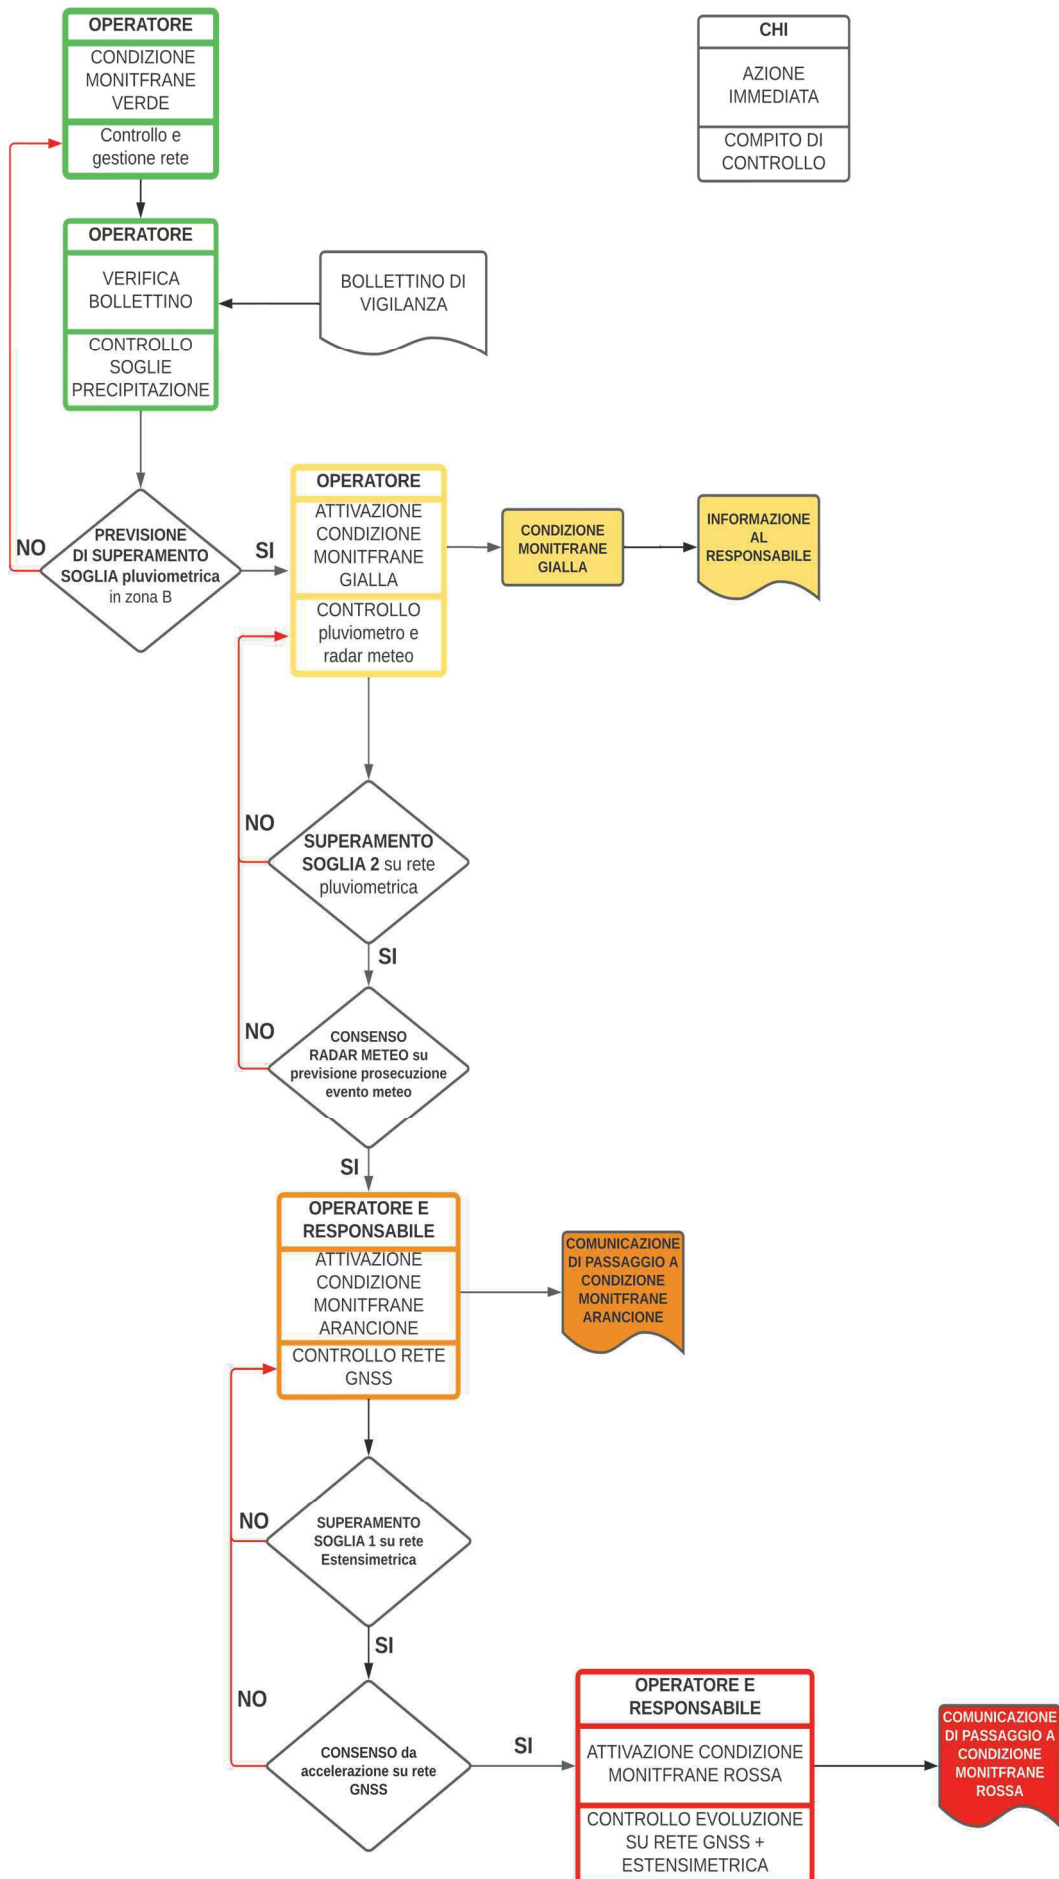 OPERATORE
CONDIZIONE
MONITFRANE
VERDE
Controllo e
gestione rete
CHI
AZIONE
IMMEDIATA
COMPITO DI
CONTROLLO
OPERATORE
VERIFICA
BOLLETTINO
CONTROLLO
SOGLIE
PRECIPITAZIONE
BOLLETTINO DI
VIGILANZA
PREVISIONE
DI SUPERAMENTO
SOGLIA pluviometrica
in zona B
NO
SI
OPERATORE
ATTIVAZIONE
CONDIZIONE
MONITFRANE
GIALLA
CONTROLLO
pluviometro e
radar meteo
CONDIZIONE
MONITFRANE
GIALLA
INFORMAZIONE
AL
RESPONSABILE
NO
SUPERAMENTO
SOGLIA 2 su rete
pluviometrica
SI
NO
CONSENSO
RADAR METEO su
previsione prosecuzione
evento meteo
SI
OPERATORE E
RESPONSABILE
ATTIVAZIONE
CONDIZIONE
MONITFRANE
ARANCIONE
CONTROLLO RETE
GNSS
COMUNICAZIONE
DI PASSAGGIO A
CONDIZIONE
MONITFRANE
ARANCIONE
NO
SUPERAMENTO
SOGLIA 1 su rete
Estensimetrica
SI
NO
CONSENSO da
accelerazione su rete
GNSS
SI
OPERATORE E
RESPONSABILE
ATTIVAZIONE CONDIZIONE
MONITFRANE ROSSA
CONTROLLO EVOLUZIONE
SU RETE GNSS +
ESTENSIMETRICA
COMUNICAZIONE
DI PASSAGGIO A
CONDIZIONE
MONITFRANE
ROSSA